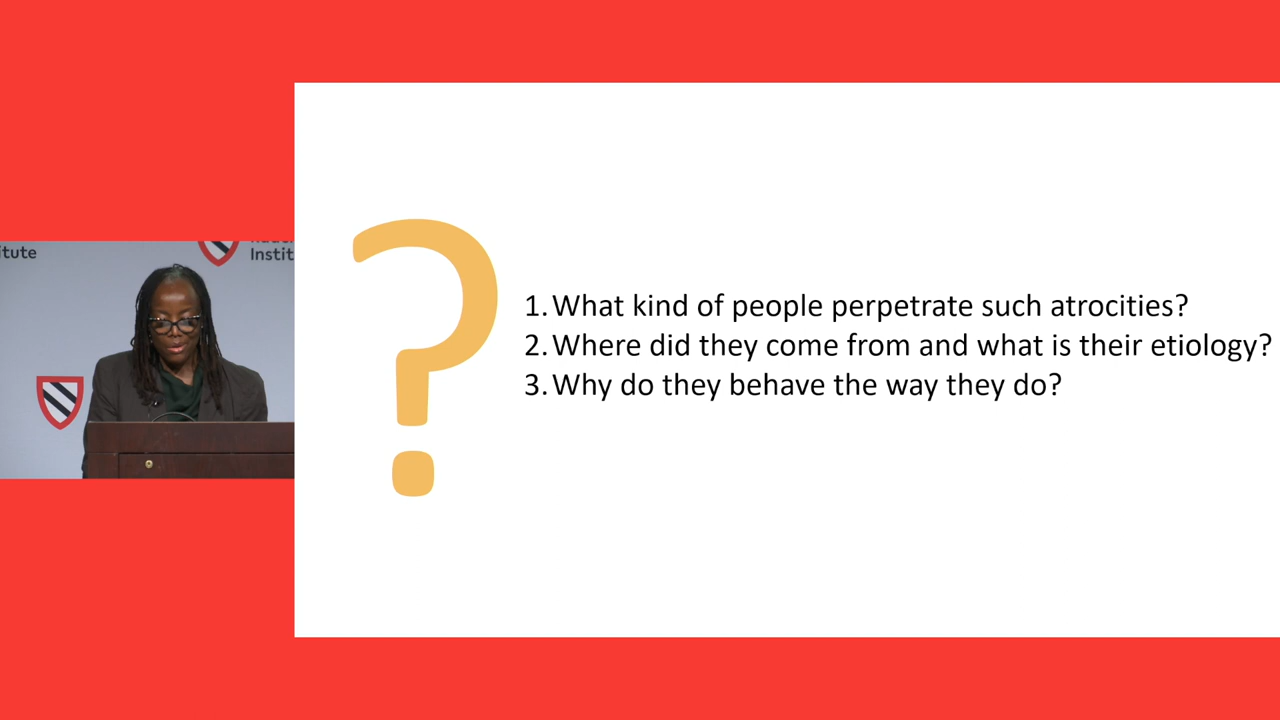 itute
Instit
?
1. What kind of people perpetrate such atrocities?
2. Where did they come from and what is their etiology?
3. Why do they behave the way they do?